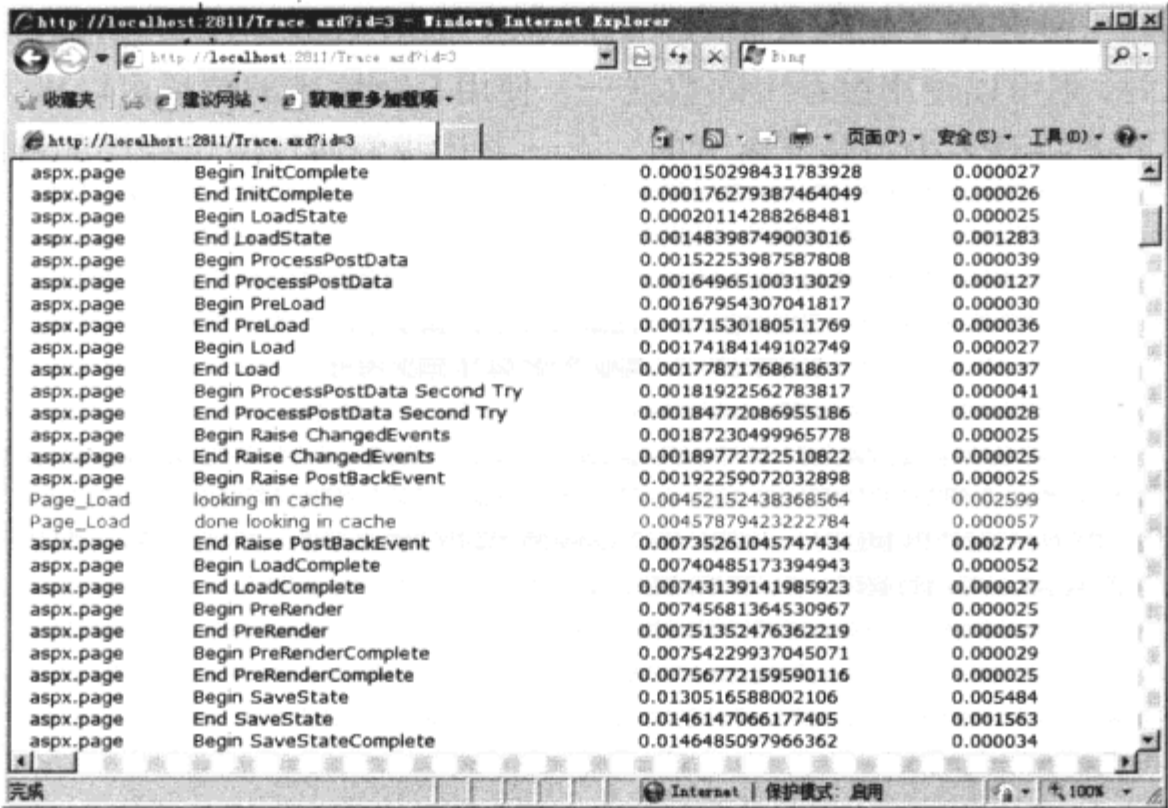 http://localhost:2811/Trace.axd?id=3 - Windows Internet Explorer
http://localhost:2811/Trace.axd?id=3
Bing
收藏夹 建议网站 获取更多加载项
http://localhost:2811/Trace.axd?id=3 页面(P) 安全(S) 工具(O)
aspx.page Begin InitComplete 0.000150298431783928 0.000027
aspx.page End InitComplete 0.000176279387464049 0.000026
aspx.page Begin LoadState 0.000201114288268481 0.000025
aspx.page End LoadState 0.00148398749003016 0.001283
aspx.page Begin ProcessPostData 0.00152253987587808 0.000039
aspx.page End ProcessPostData 0.00164965100313029 0.000127
aspx.page Begin PreLoad 0.00167954307041817 0.000030
aspx.page End PreLoad 0.00171530180511769 0.000036
aspx.page Begin Load 0.00174184149102749 0.000027
aspx.page End Load 0.00177871768618637 0.000037
aspx.page Begin ProcessPostData Second Try 0.00181922562783817 0.000041
aspx.page End ProcessPostData Second Try 0.00184772086955186 0.000028
aspx.page Begin Raise ChangedEvents 0.00187230499965778 0.000025
aspx.page End Raise ChangedEvents 0.00189772722510822 0.000025
aspx.page Begin Raise PostBackEvent 0.00192259072032898 0.000025
Page_Load looking in cache 0.00452152438368564 0.002599
Page_Load done looking in cache 0.00457879423222784 0.000057
aspx.page End Raise PostBackEvent 0.00735261045747434 0.002774
aspx.page Begin LoadComplete 0.00740485173394943 0.000052
aspx.page End LoadComplete 0.00743139141985923 0.000027
aspx.page Begin PreRender 0.00745681364530967 0.000025
aspx.page End PreRender 0.00751352476362219 0.000057
aspx.page Begin PreRenderComplete 0.00754229937045071 0.000029
aspx.page End PreRenderComplete 0.00756772159590116 0.000025
aspx.page Begin SaveState 0.01305165880021​06 0.005484
aspx.page End SaveState 0.0146147066177405 0.001563
aspx.page Begin SaveStateComplete 0.0146485097966362 0.000034
完成 Internet | 保护模式: 启用 100%